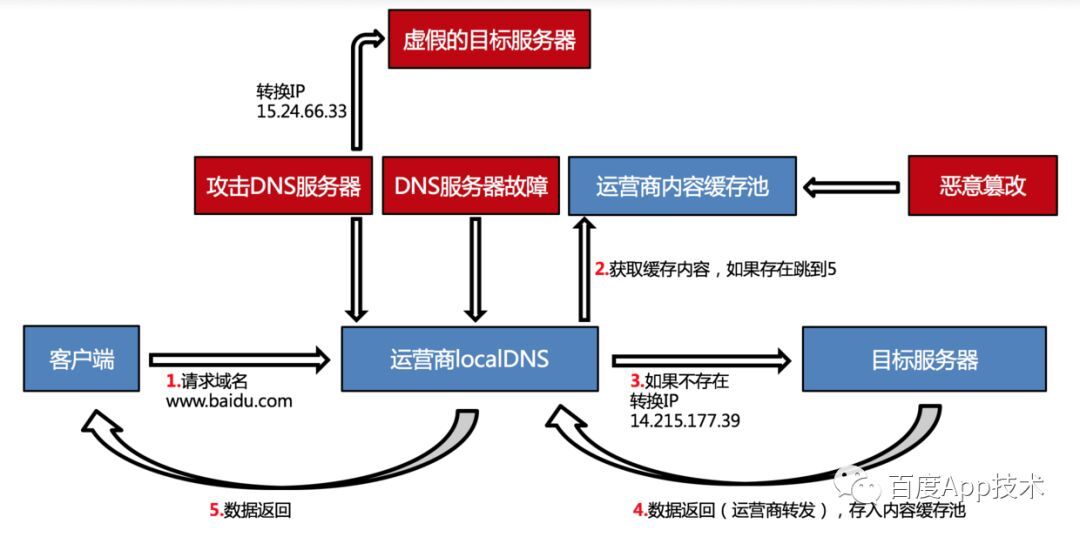 虚假的目标服务器
转换IP
15.24.66.33
攻击DNS服务器
DNS服务器故障
运营商内容缓存池
恶意篡改
2.获取缓存内容，如果存在跳到5
客户端
运营商localDNS
目标服务器
1.请求域名
www.baidu.com
3.如果不存在
转换IP
14.215.177.39
百度App技术
5.数据返回
4.数据返回（运营商转发），存入内容缓存池